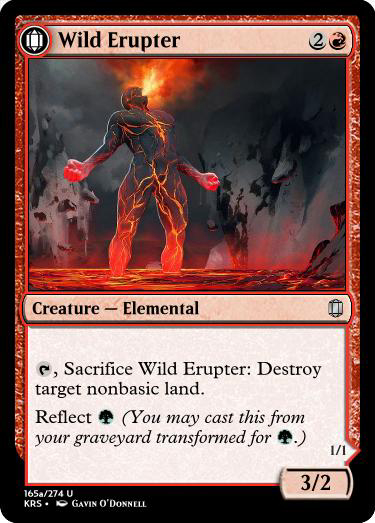 Wild Erupter 2
Creature — Elemental
, Sacrifice Wild Erupter: Destroy
target nonbasic land.
Reflect (You may cast this from
your graveyard transformed for .)
1/1
3/2
165a/274 U
KRS • Gavin O'Donnell